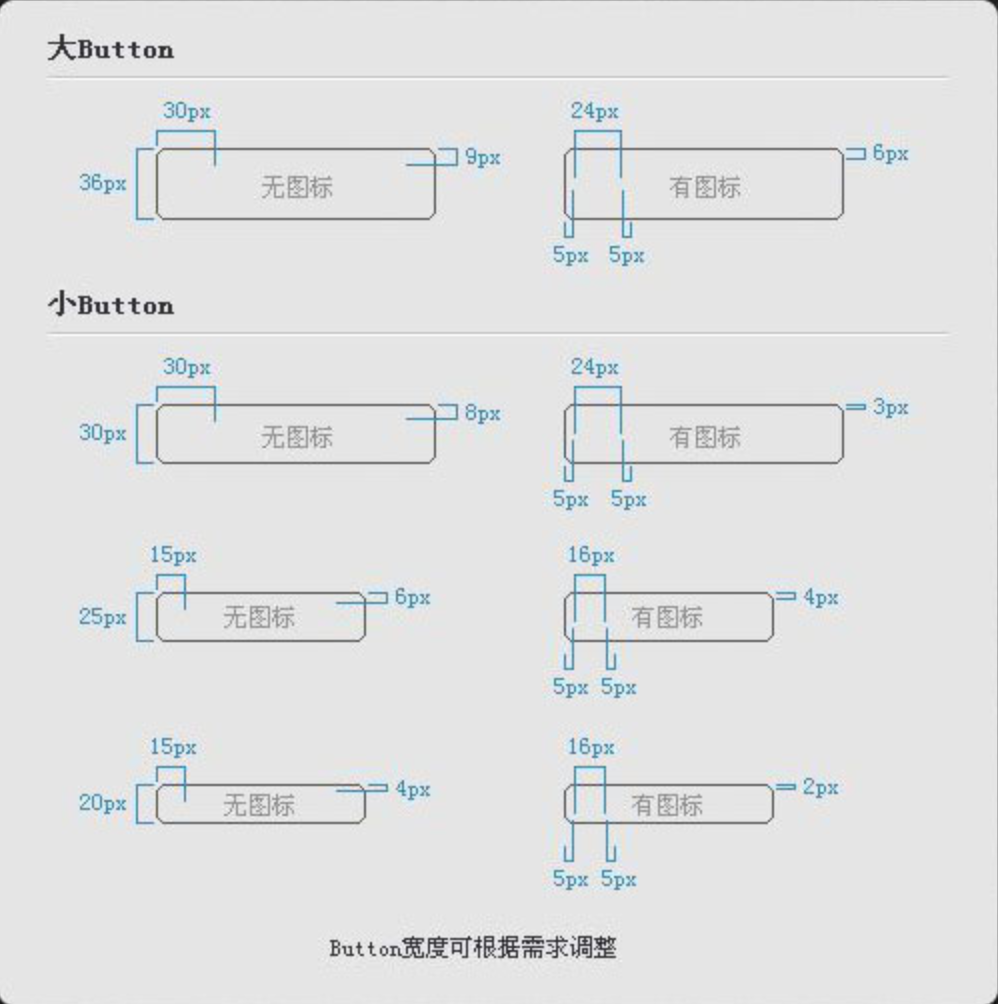 大Button
30px
24px
9px
6px
36px
无图标
有图标
5px
5px
小Button
30px
24px
8px
3px
30px
无图标
有图标
5px
5px
15px
16px
6px
4px
25px
无图标
有图标
5px
5px
15px
16px
4px
2px
20px
无图标
有图标
5px
5px
Button宽度可根据需求调整